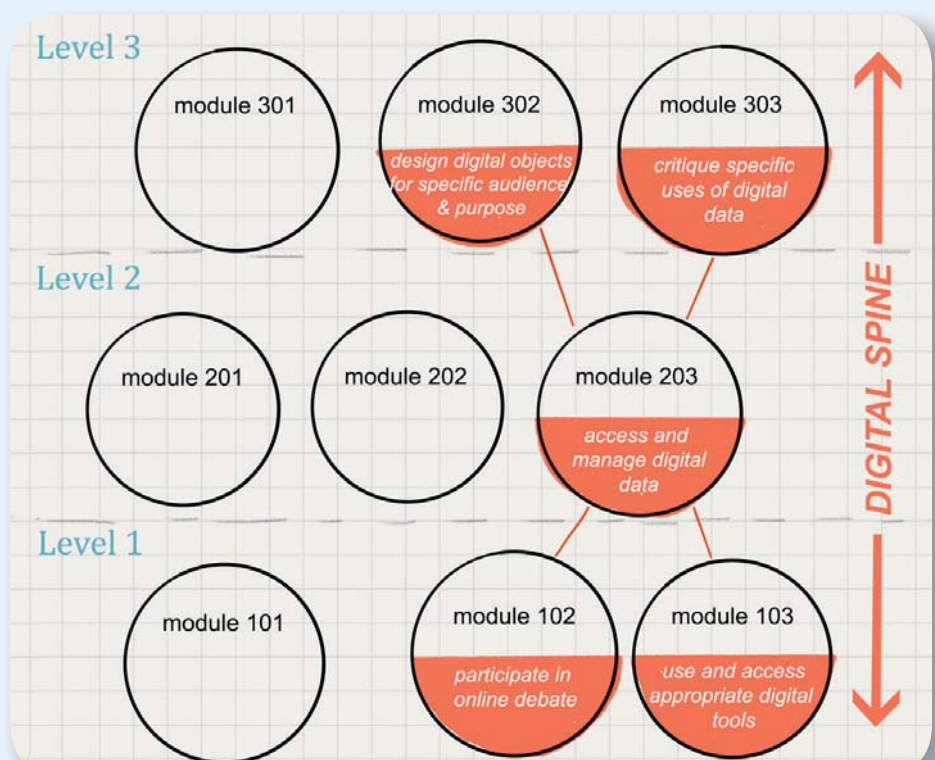 Level 3
module 301
module 302
design digital objects
for specific audience
& purpose
module 303
critique specific
uses of digital
data
Level 2
module 201
module 202
module 203
access and
manage digital
data
Level 1
module 101
module 102
participate in
online debate
module 103
use and access
appropriate digital
tools
DIGITAL SPINE